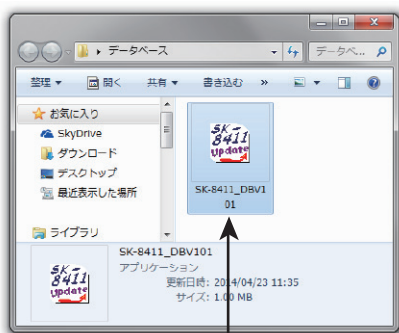 データベース
データベ...
整理
開く
共有
書き込む
»
お気に入り
SkyDrive
ダウンロード
デスクトップ
最近表示した場所
ライブラリ
SK-
8411
update
SK-8411_DBV1
01
SK-
8411
update
SK-8411_DBV101
アプリケーション
更新日時: 2014/04/23 11:35
サイズ: 1.00 MB